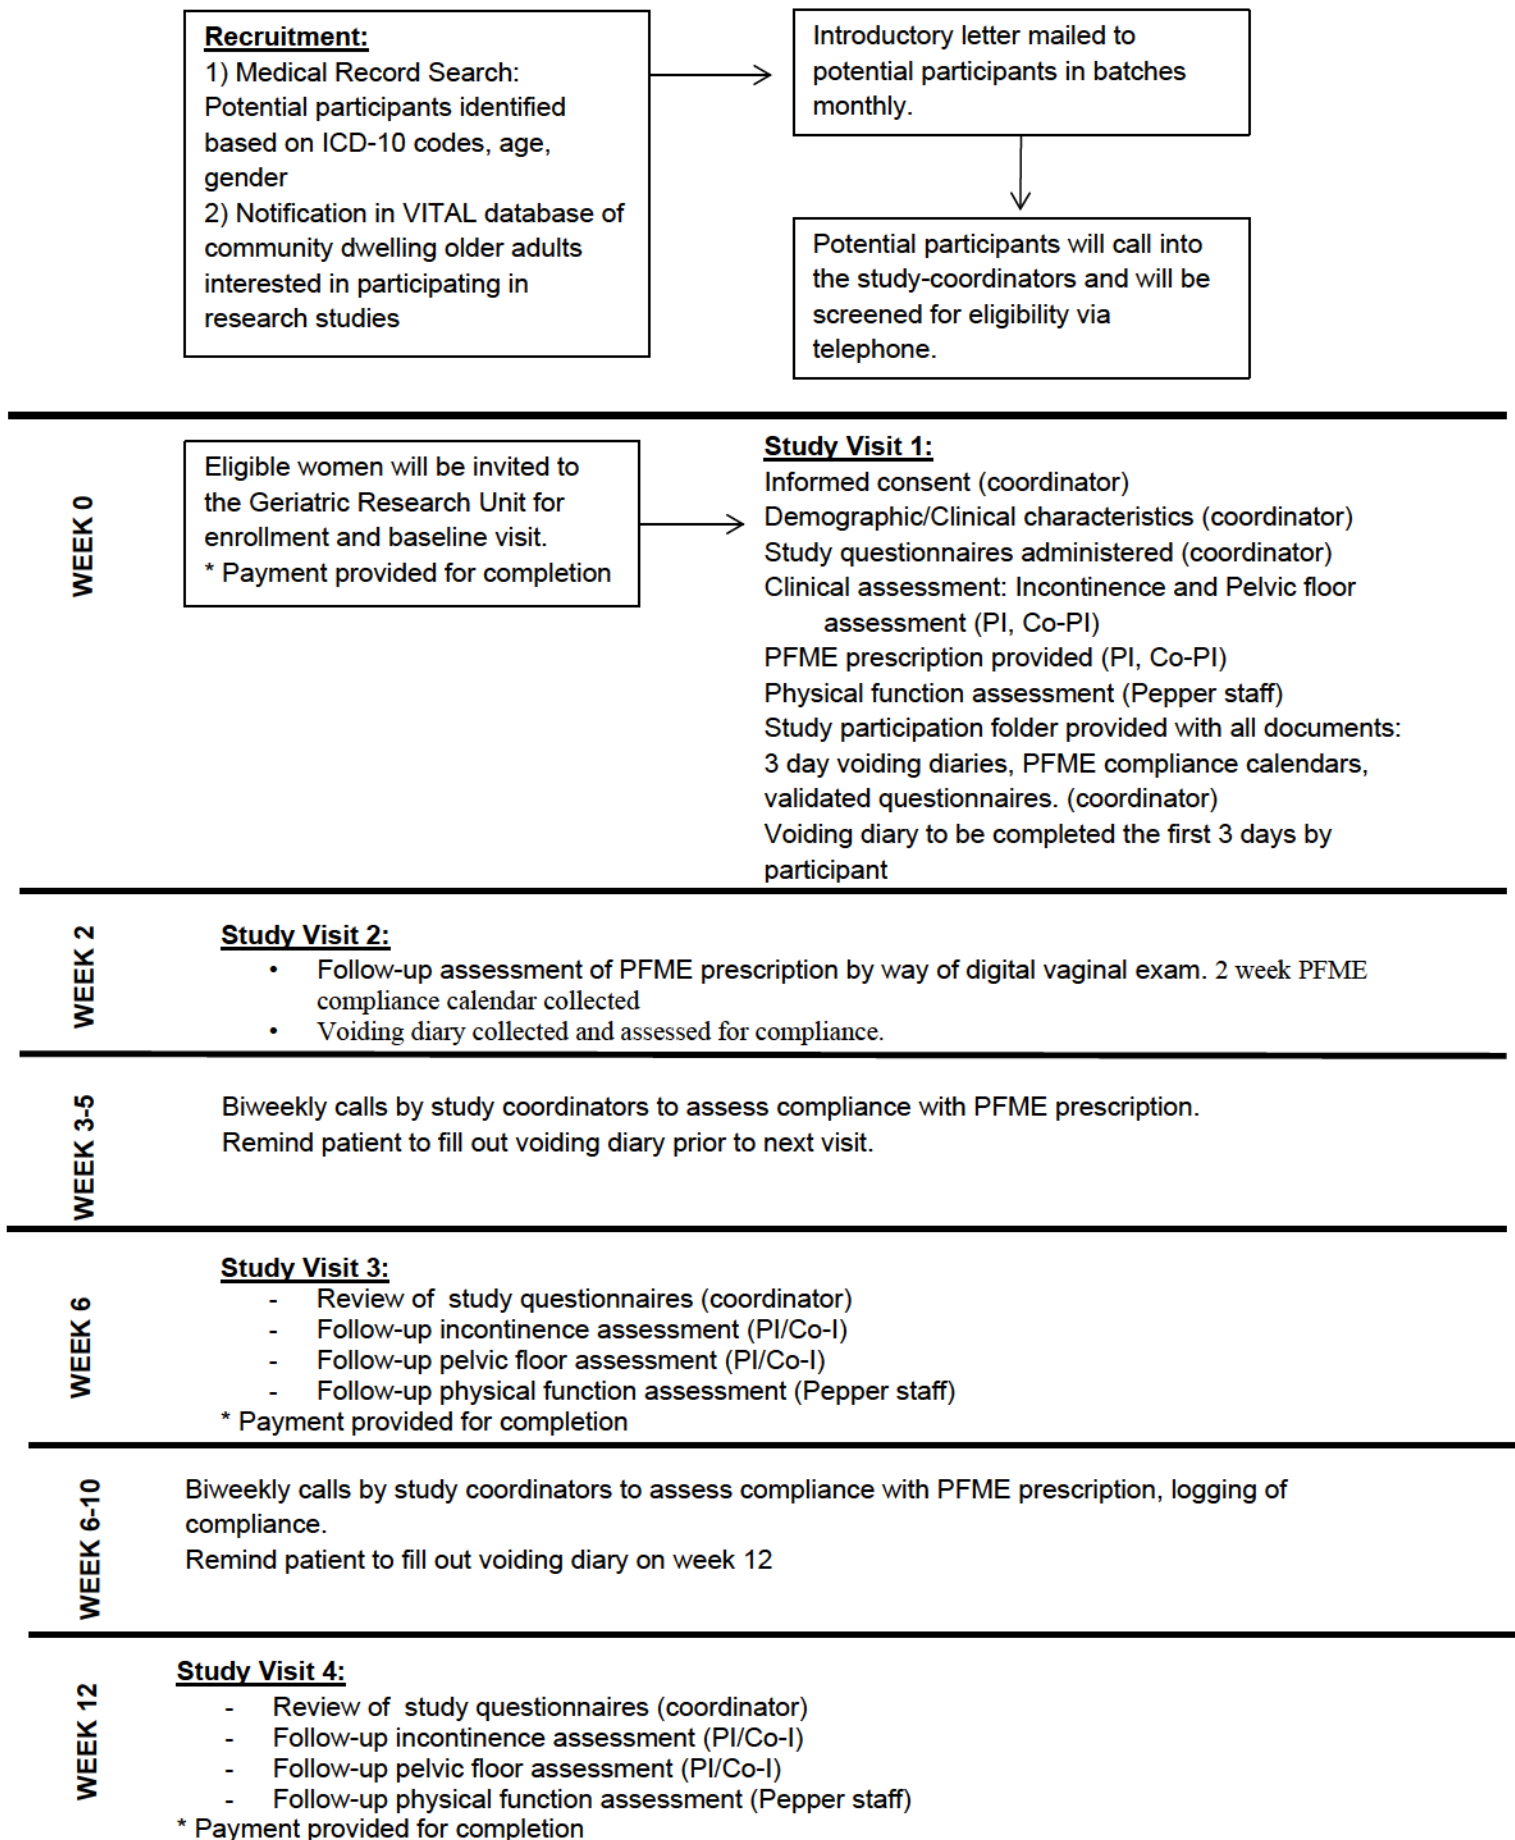 Recruitment:
1) Medical Record Search:
Potential participants identified
based on ICD-10 codes, age,
gender
2) Notification in VITAL database of
community dwelling older adults
interested in participating in
research studies
Introductory letter mailed to
potential participants in batches
monthly.
Potential participants will call into
the study-coordinators and will be
screened for eligibility via
telephone.
WEEK 0
Eligible women will be invited to
the Geriatric Research Unit for
enrollment and baseline visit.
* Payment provided for completion
Study Visit 1:
Informed consent (coordinator)
Demographic/Clinical characteristics (coordinator)
Study questionnaires administered (coordinator)
Clinical assessment: Incontinence and Pelvic floor
assessment (PI, Co-PI)
PFME prescription provided (PI, Co-PI)
Physical function assessment (Pepper staff)
Study participation folder provided with all documents:
3 day voiding diaries, PFME compliance calendars,
validated questionnaires. (coordinator)
Voiding diary to be completed the first 3 days by
participant
WEEK 2
Study Visit 2:
• Follow-up assessment of PFME prescription by way of digital vaginal exam. 2 week PFME
compliance calendar collected
• Voiding diary collected and assessed for compliance.
WEEK 3-5
Biweekly calls by study coordinators to assess compliance with PFME prescription.
Remind patient to fill out voiding diary prior to next visit.
WEEK 6
Study Visit 3:
- Review of study questionnaires (coordinator)
- Follow-up incontinence assessment (PI/Co-I)
- Follow-up pelvic floor assessment (PI/Co-I)
- Follow-up physical function assessment (Pepper staff)
* Payment provided for completion
WEEK 6-10
Biweekly calls by study coordinators to assess compliance with PFME prescription, logging of
compliance.
Remind patient to fill out voiding diary on week 12
WEEK 12
Study Visit 4:
- Review of study questionnaires (coordinator)
- Follow-up incontinence assessment (PI/Co-I)
- Follow-up pelvic floor assessment (PI/Co-I)
- Follow-up physical function assessment (Pepper staff)
* Payment provided for completion